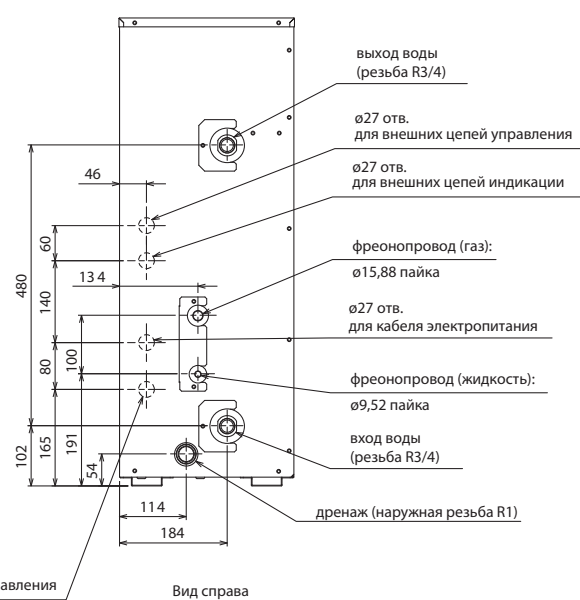 выход воды
(резьба R3/4)
ø27 отв.
для внешних цепей управления
46
ø27 отв.
для внешних цепей индикации
60
134
фреонопровод (газ):
ø15,88 пайка
480
140
ø27 отв.
для кабеля электропитания
100
80
фреонопровод (жидкость):
ø9,52 пайка
вход воды
(резьба R3/4)
102
165
191
54
114
дренаж (наружная резьба R1)
184
авления
Вид справа